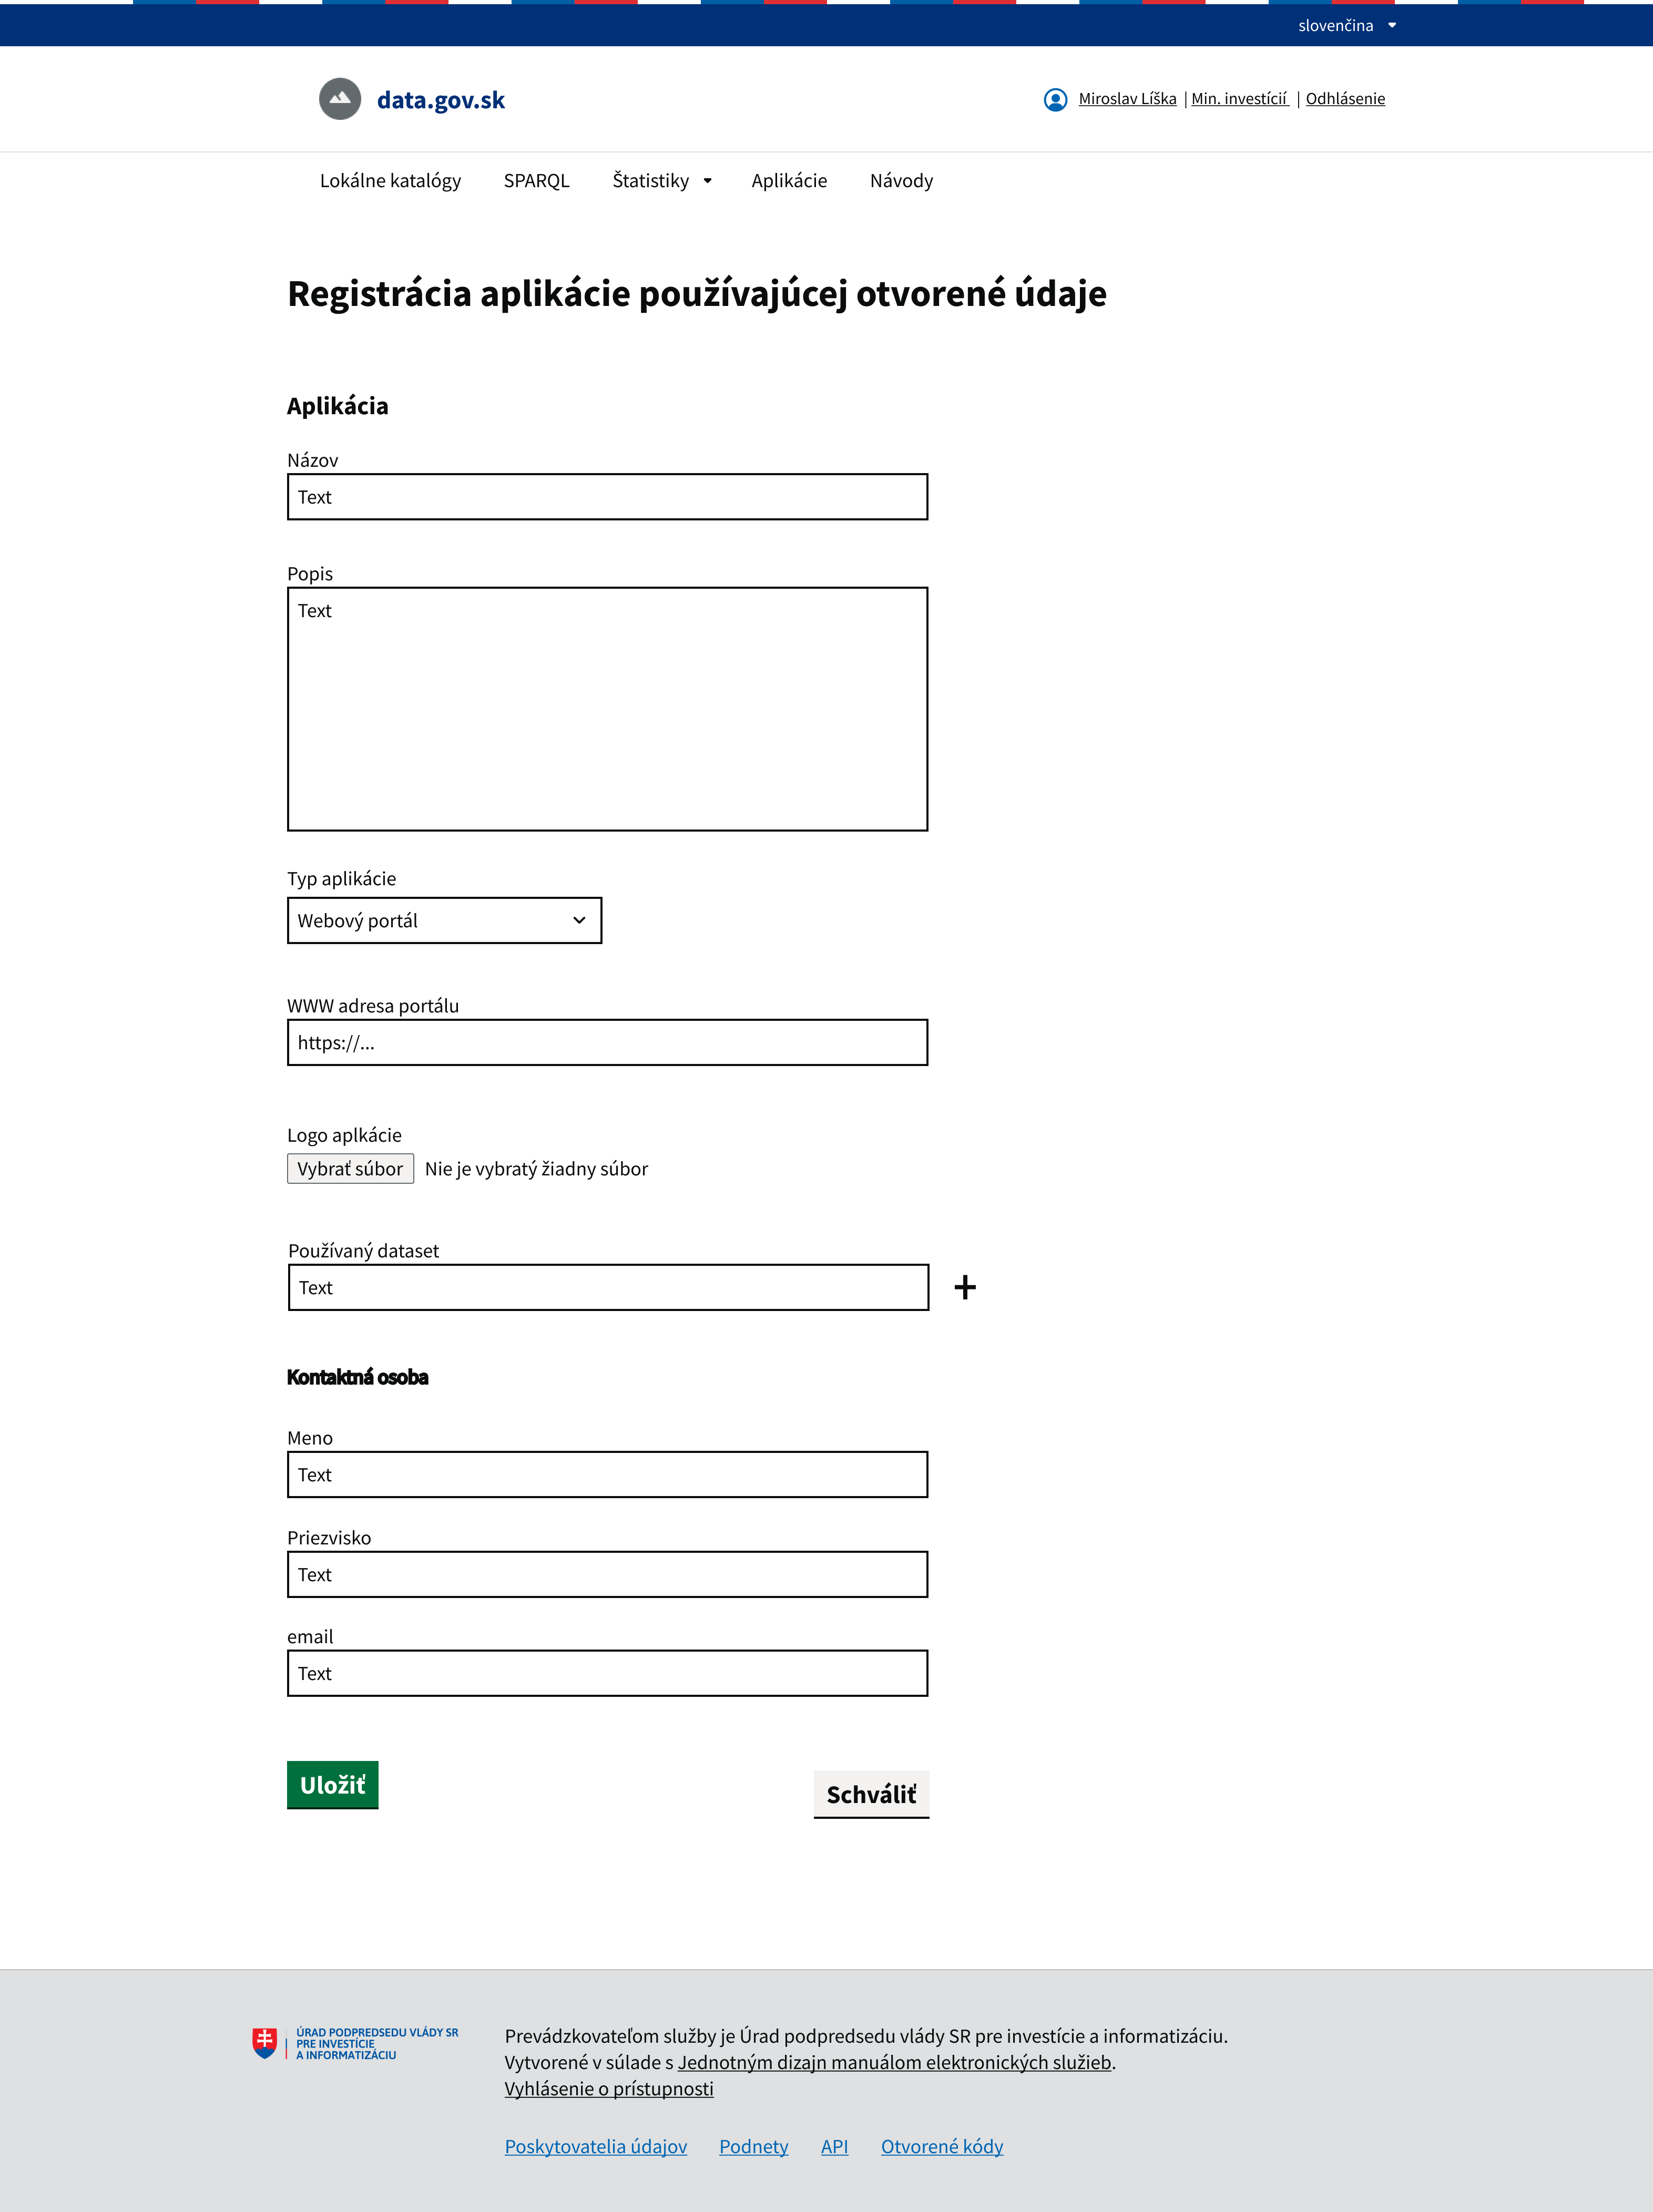 slovenčina
data.gov.sk
Miroslav Líška | Min. investícií | Odhlásenie
Lokálne katalógy SPARQL Štatistiky Aplikácie Návody
Registrácia aplikácie používajúcej otvorené údaje
Aplikácia
Názov
Text
Popis
Text
Typ aplikácie
Webový portál
WWW adresa portálu
https://...
Logo aplkácie
Vybrať súbor Nie je vybratý žiadny súbor
Používaný dataset
Text
Kontaktná osoba
Meno
Text
Priezvisko
Text
email
Text
Uložiť
Schváliť
ÚRAD PODPREDSEDU VLÁDY SR
PRE INVESTÍCIE
A INFORMATIZÁCIU
Prevádzkovateľom služby je Úrad podpredsedu vlády SR pre investície a informatizáciu.
Vytvorené v súlade s Jednotným dizajn manuálom elektronických služieb.
Vyhlásenie o prístupnosti
Poskytovatelia údajov Podnety API Otvorené kódy